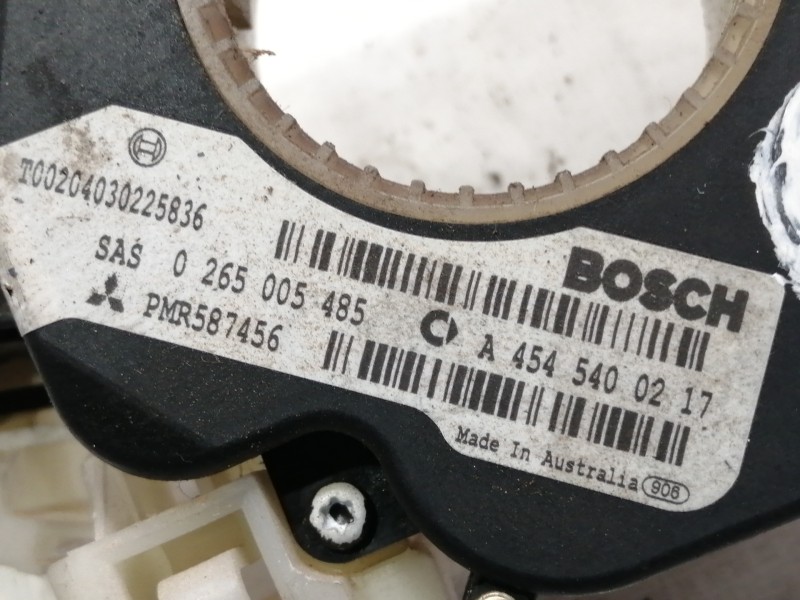 T00204030225836
BOSCH
SAS 0 265 005 485
A 454 540 02 17
PMR587456
Made In Australia 906